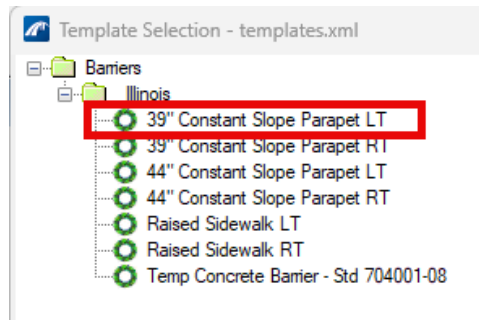 Template Selection - templates.xml
Barriers
Illinois
39" Constant Slope Parapet LT
39" Constant Slope Parapet RT
44" Constant Slope Parapet LT
44" Constant Slope Parapet RT
Raised Sidewalk LT
Raised Sidewalk RT
Temp Concrete Barrier - Std 704001-08